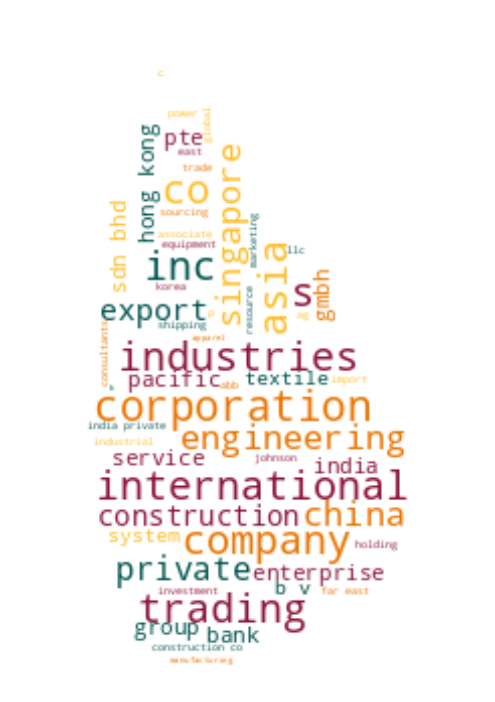 c
power
global
kong
pte
east
trade
singapore
co
hong
sourcing
sdn bhd
associate
equipment
marketing
llc
asia
inc
korea
s
gmbh
resource
export
p
ag
shipping
apparel
consultants
industries
pacific
abb
textile
import
corporation
india private
engineering
industrial
service
johnson
india
international
construction
china
system
company
holding
private
enterprise
investment
b v
far east
trading
group
bank
construction co
manufacturing